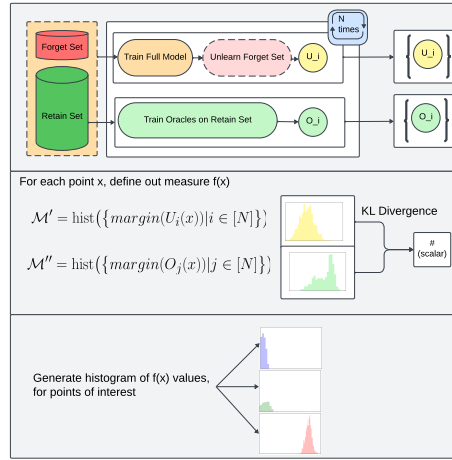 N
times
Forget Set
Train Full Model
Unlearn Forget Set
U_i
{ U_i }
Retain Set
Train Oracles on Retain Set
O_i
{ O_i }
For each point x, define out measure f(x)
KL Divergence
M′ = hist({margin(U_i(x))|i ∈ [N]})
#
(scalar)
M′′ = hist({margin(O_j(x))|j ∈ [N]})
Generate histogram of f(x) values,
for points of interest